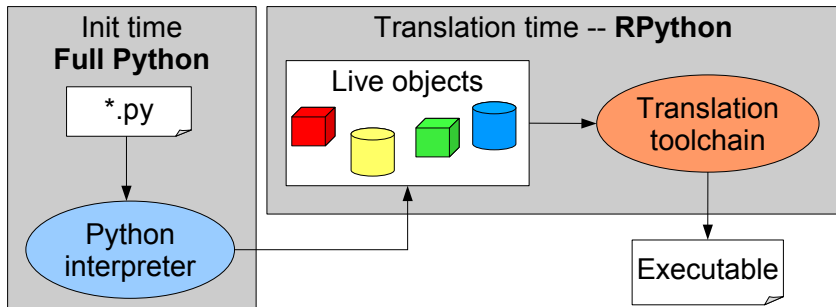 Init time
Full Python
*.py
Python
interpreter
Translation time -- RPython
Live objects
Translation
toolchain
Executable